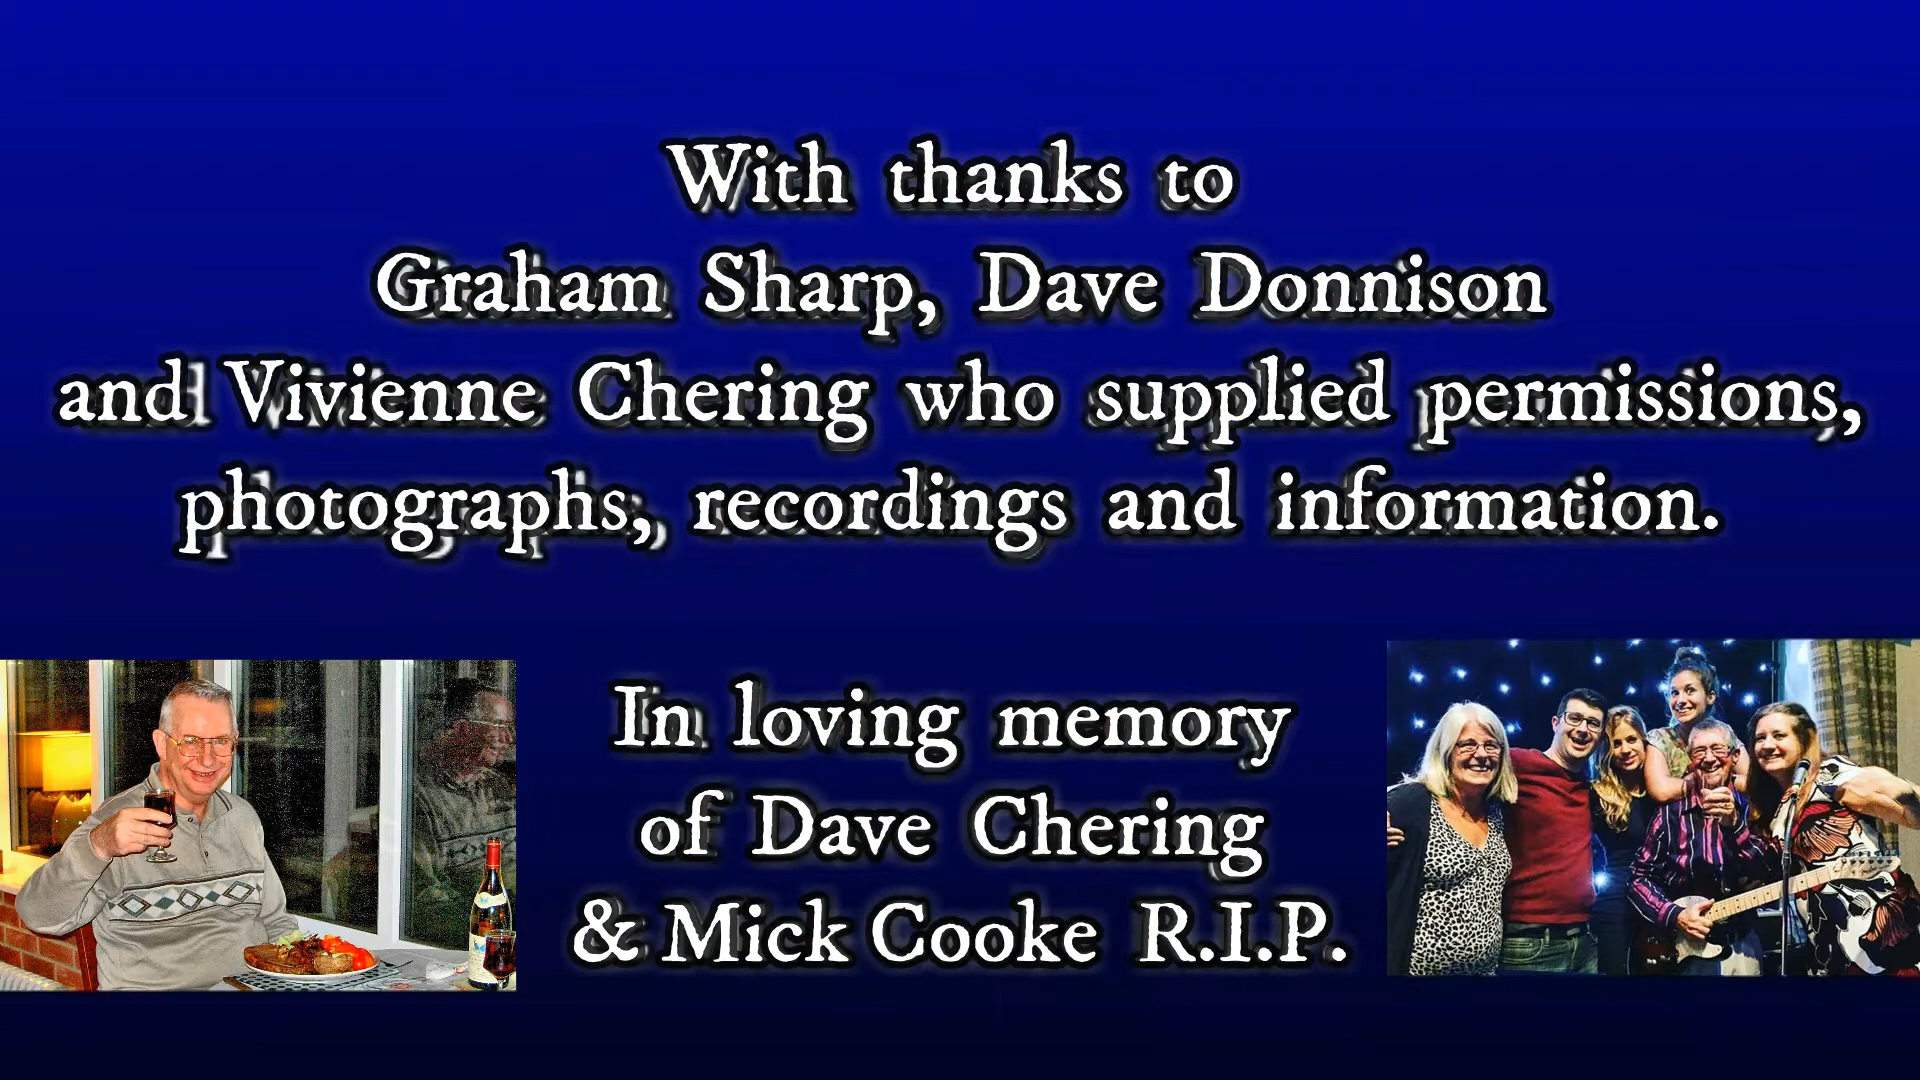 With thanks to
Graham Sharp, Dave Donnison
and Vivienne Chering who supplied permissions,
photographs, recordings and information.
In loving memory
of Dave Chering
& Mick Cooke R.I.P.